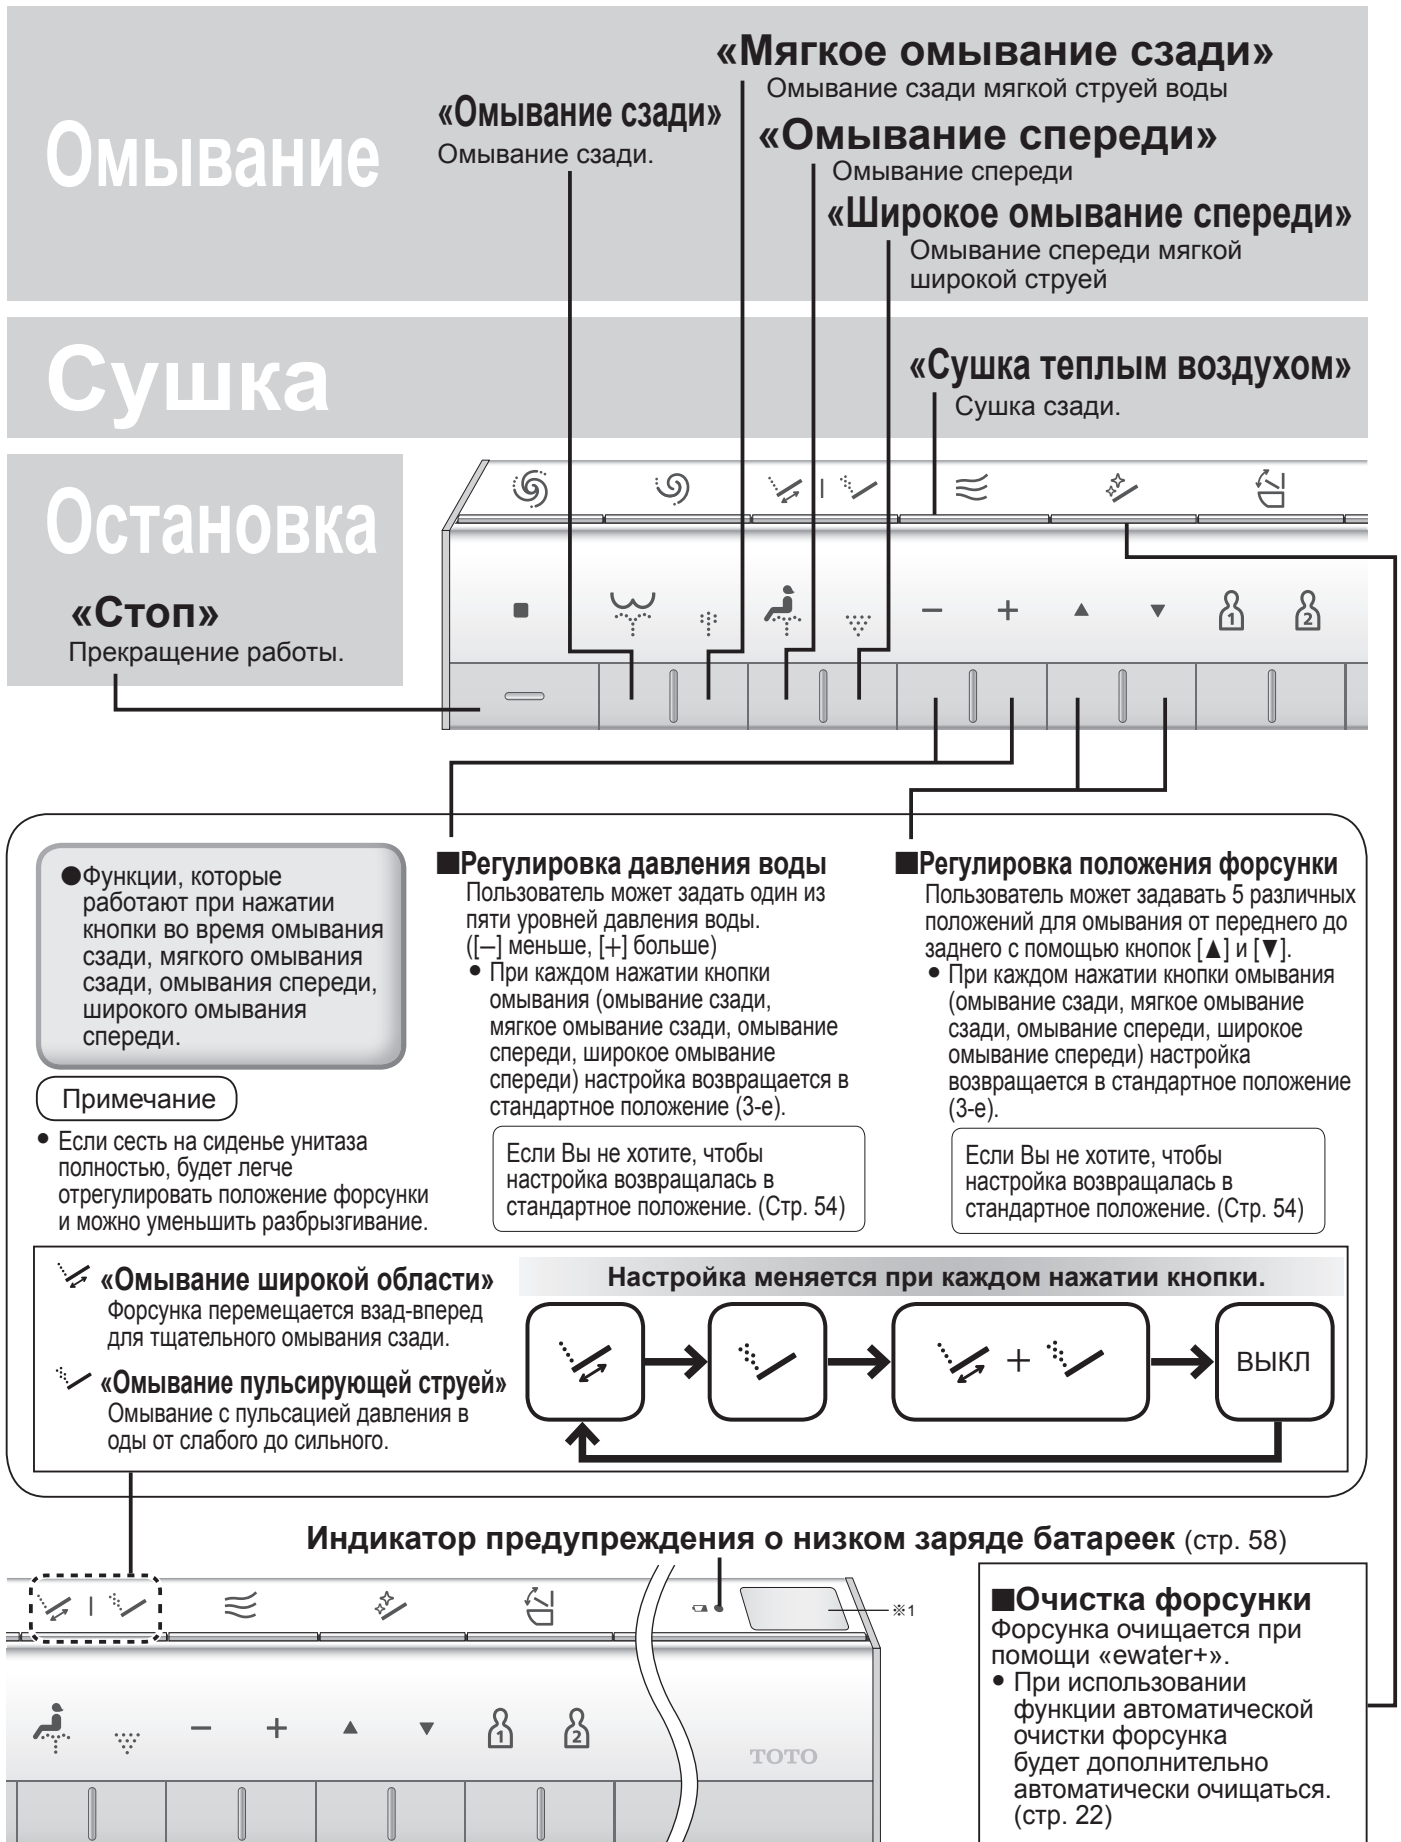 Омывание
«Мягкое омывание сзади»
Омывание сзади мягкой струей воды
«Омывание сзади»
Омывание сзади.
«Омывание спереди»
Омывание спереди
«Широкое омывание спереди»
Омывание спереди мягкой
широкой струей
Сушка
«Сушка теплым воздухом»
Сушка сзади.
Остановка
«Стоп»
Прекращение работы.
1
2
●Функции, которые
работают при нажатии
кнопки во время омывания
сзади, мягкого омывания
сзади, омывания спереди,
широкого омывания
спереди.
Примечание
• Если сесть на сиденье унитаза
полностью, будет легче
отрегулировать положение форсунки
и можно уменьшить разбрызгивание.
■Регулировка давления воды
Пользователь может задать один из
пяти уровней давления воды.
([—] меньше, [+] больше)
• При каждом нажатии кнопки
омывания (омывание сзади,
мягкое омывание сзади, омывание
спереди, широкое омывание
спереди) настройка возвращается в
стандартное положение (3-е).
Если Вы не хотите, чтобы
настройка возвращалась в
стандартное положение. (Стр. 54)
■Регулировка положения форсунки
Пользователь может задавать 5 различных
положений для омывания от переднего до
заднего с помощью кнопок [▲] и [▼].
• При каждом нажатии кнопки омывания
(омывание сзади, мягкое омывание
сзади, омывание спереди, широкое
омывание спереди) настройка
возвращается в стандартное положение
(3-е).
Если Вы не хотите, чтобы
настройка возвращалась в
стандартное положение. (Стр. 54)
«Омывание широкой области»
Форсунка перемещается взад-вперед
для тщательного омывания сзади.
«Омывание пульсирующей струей»
Омывание с пульсацией давления в
оды от слабого до сильного.
Настройка меняется при каждом нажатии кнопки.
+
ВЫКЛ
Индикатор предупреждения о низком заряде батареек (стр. 58)
※1
1
2
TOTO
■Очистка форсунки
Форсунка очищается при
помощи «ewater+».
• При использовании
функции автоматической
очистки форсунка
будет дополнительно
автоматически очищаться.
(стр. 22)